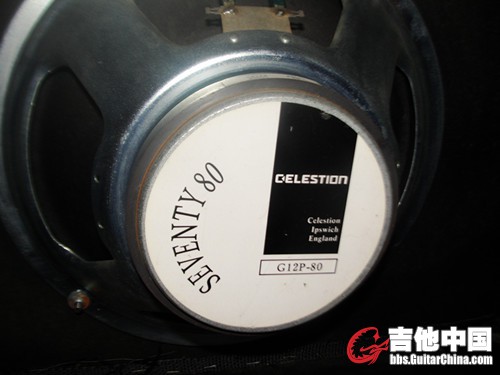 SEVENTY 80
CELESTION
Celestion
Ipswich
England
G12P-80
吉他中国
bbs.GuitarChina.com